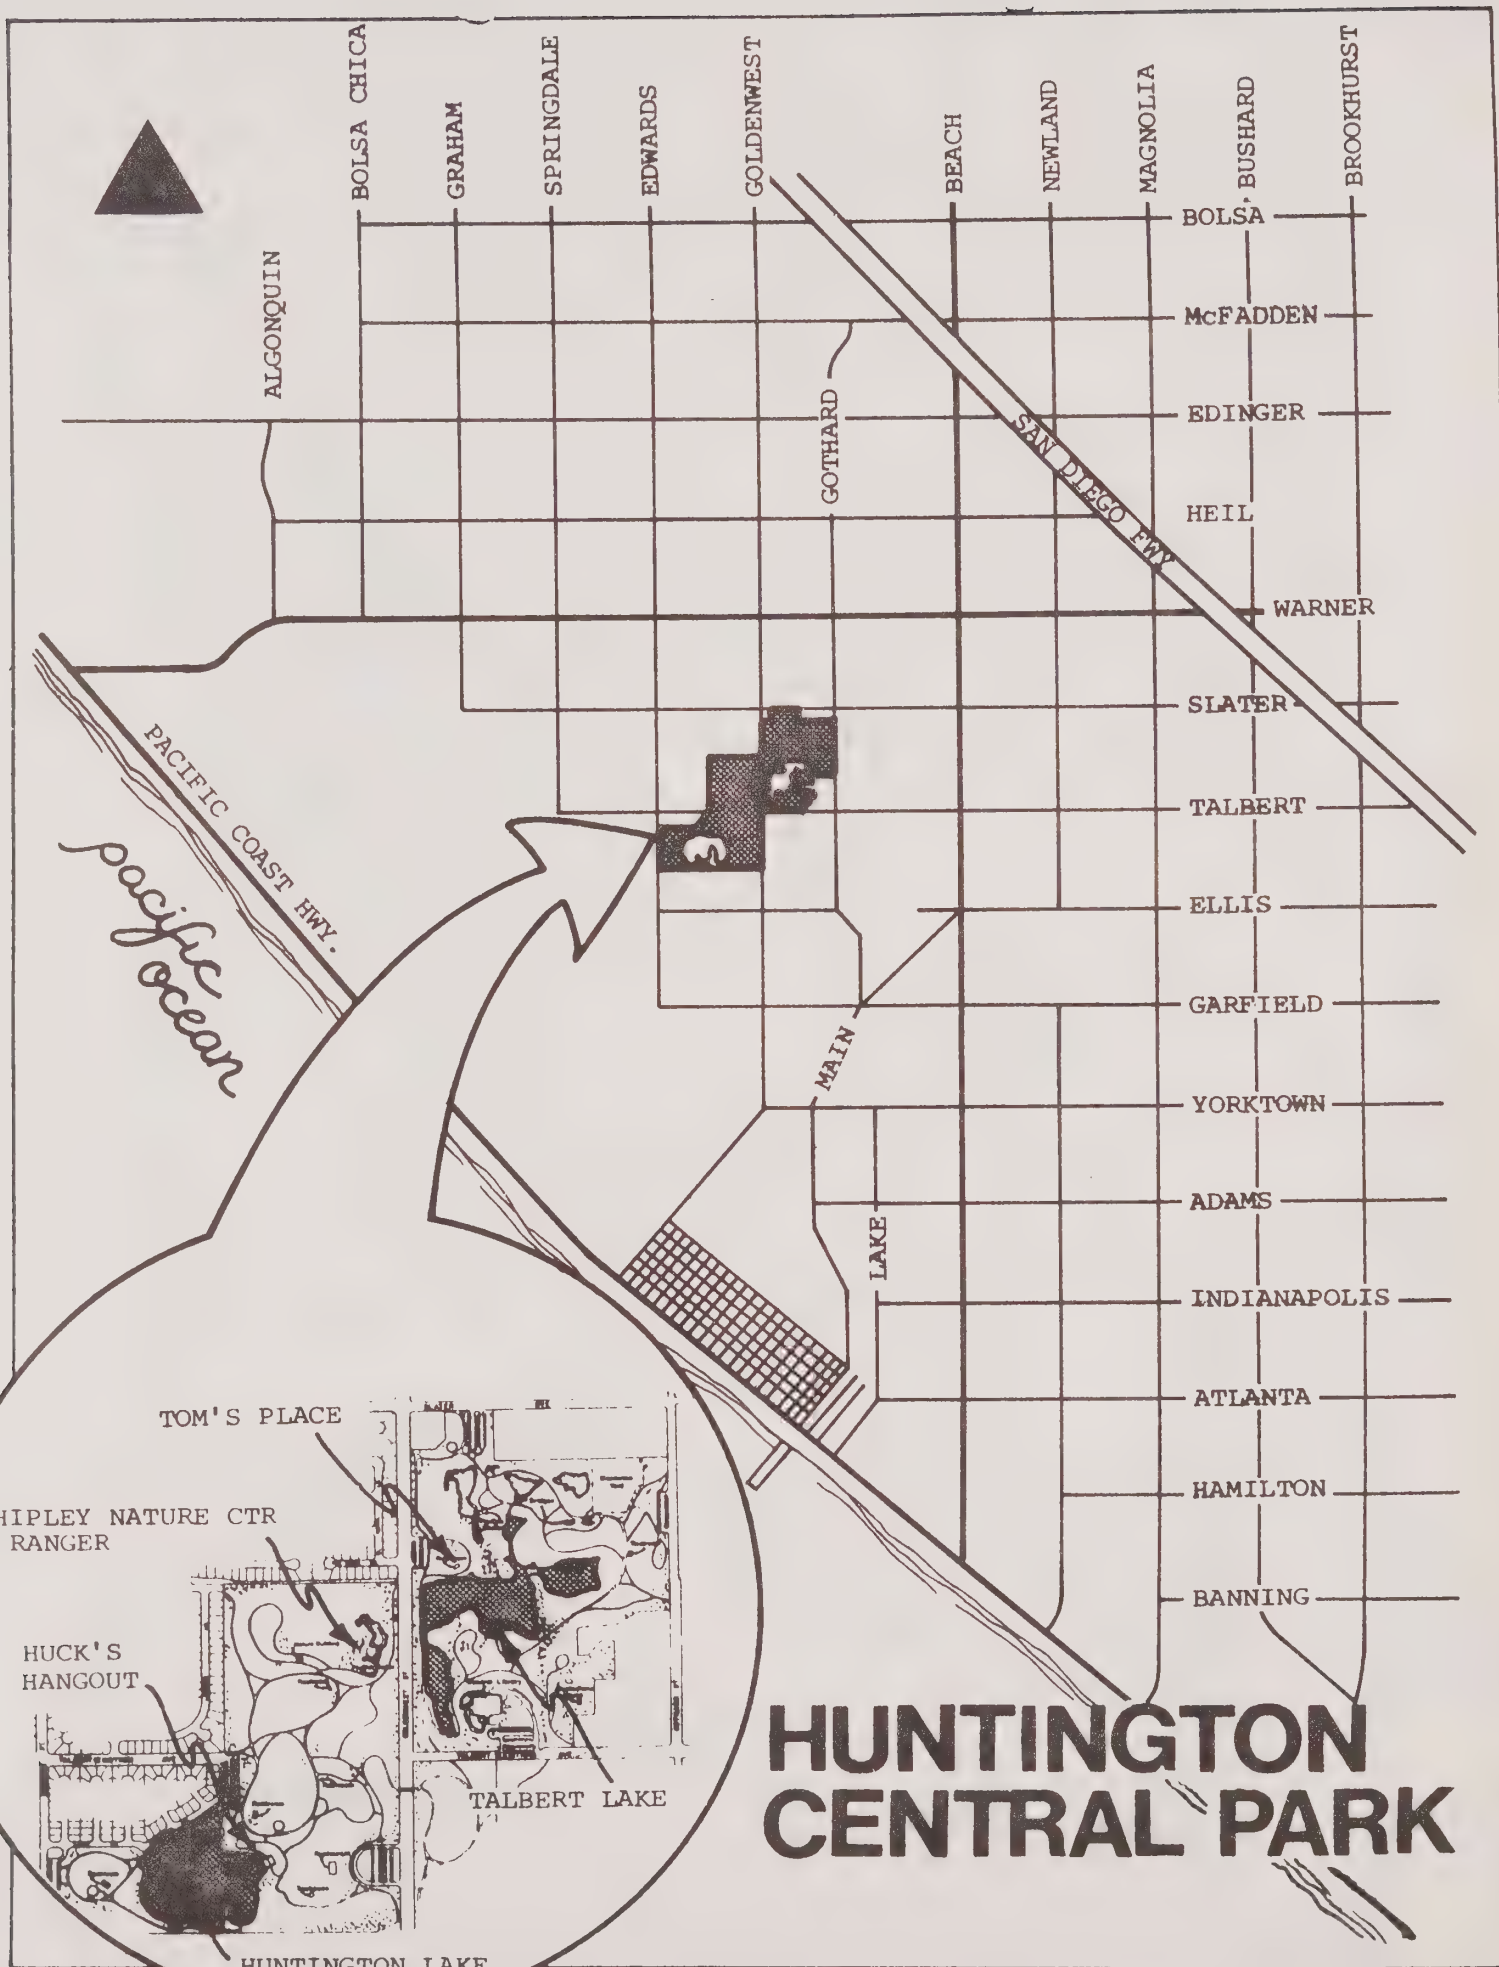 BOLSA CHICA
GRAHAM
SPRINGDALE
EDWARDS
GOLDENWEST
BEACH
NEWLAND
MAGNOLIA
BUSHARD
BROOKHURST
ALGONQUIN
GOTHARD
BOLSA
McFADDEN
EDINGER
SAN DIEGO FWY
HEIL
WARNER
SLATER
TALBERT
ELLIS
GARFIELD
MAIN
YORKTOWN
ADAMS
LAKE
INDIANAPOLIS
ATLANTA
HAMILTON
BANNING
PACIFIC COAST HWY.
pacific
ocean
TOM'S PLACE
HIPLEY NATURE CTR
RANGER
HUCK'S
HANGOUT
TALBERT LAKE
HUNTINGTON LAKE
HUNTINGTON
CENTRAL PARK